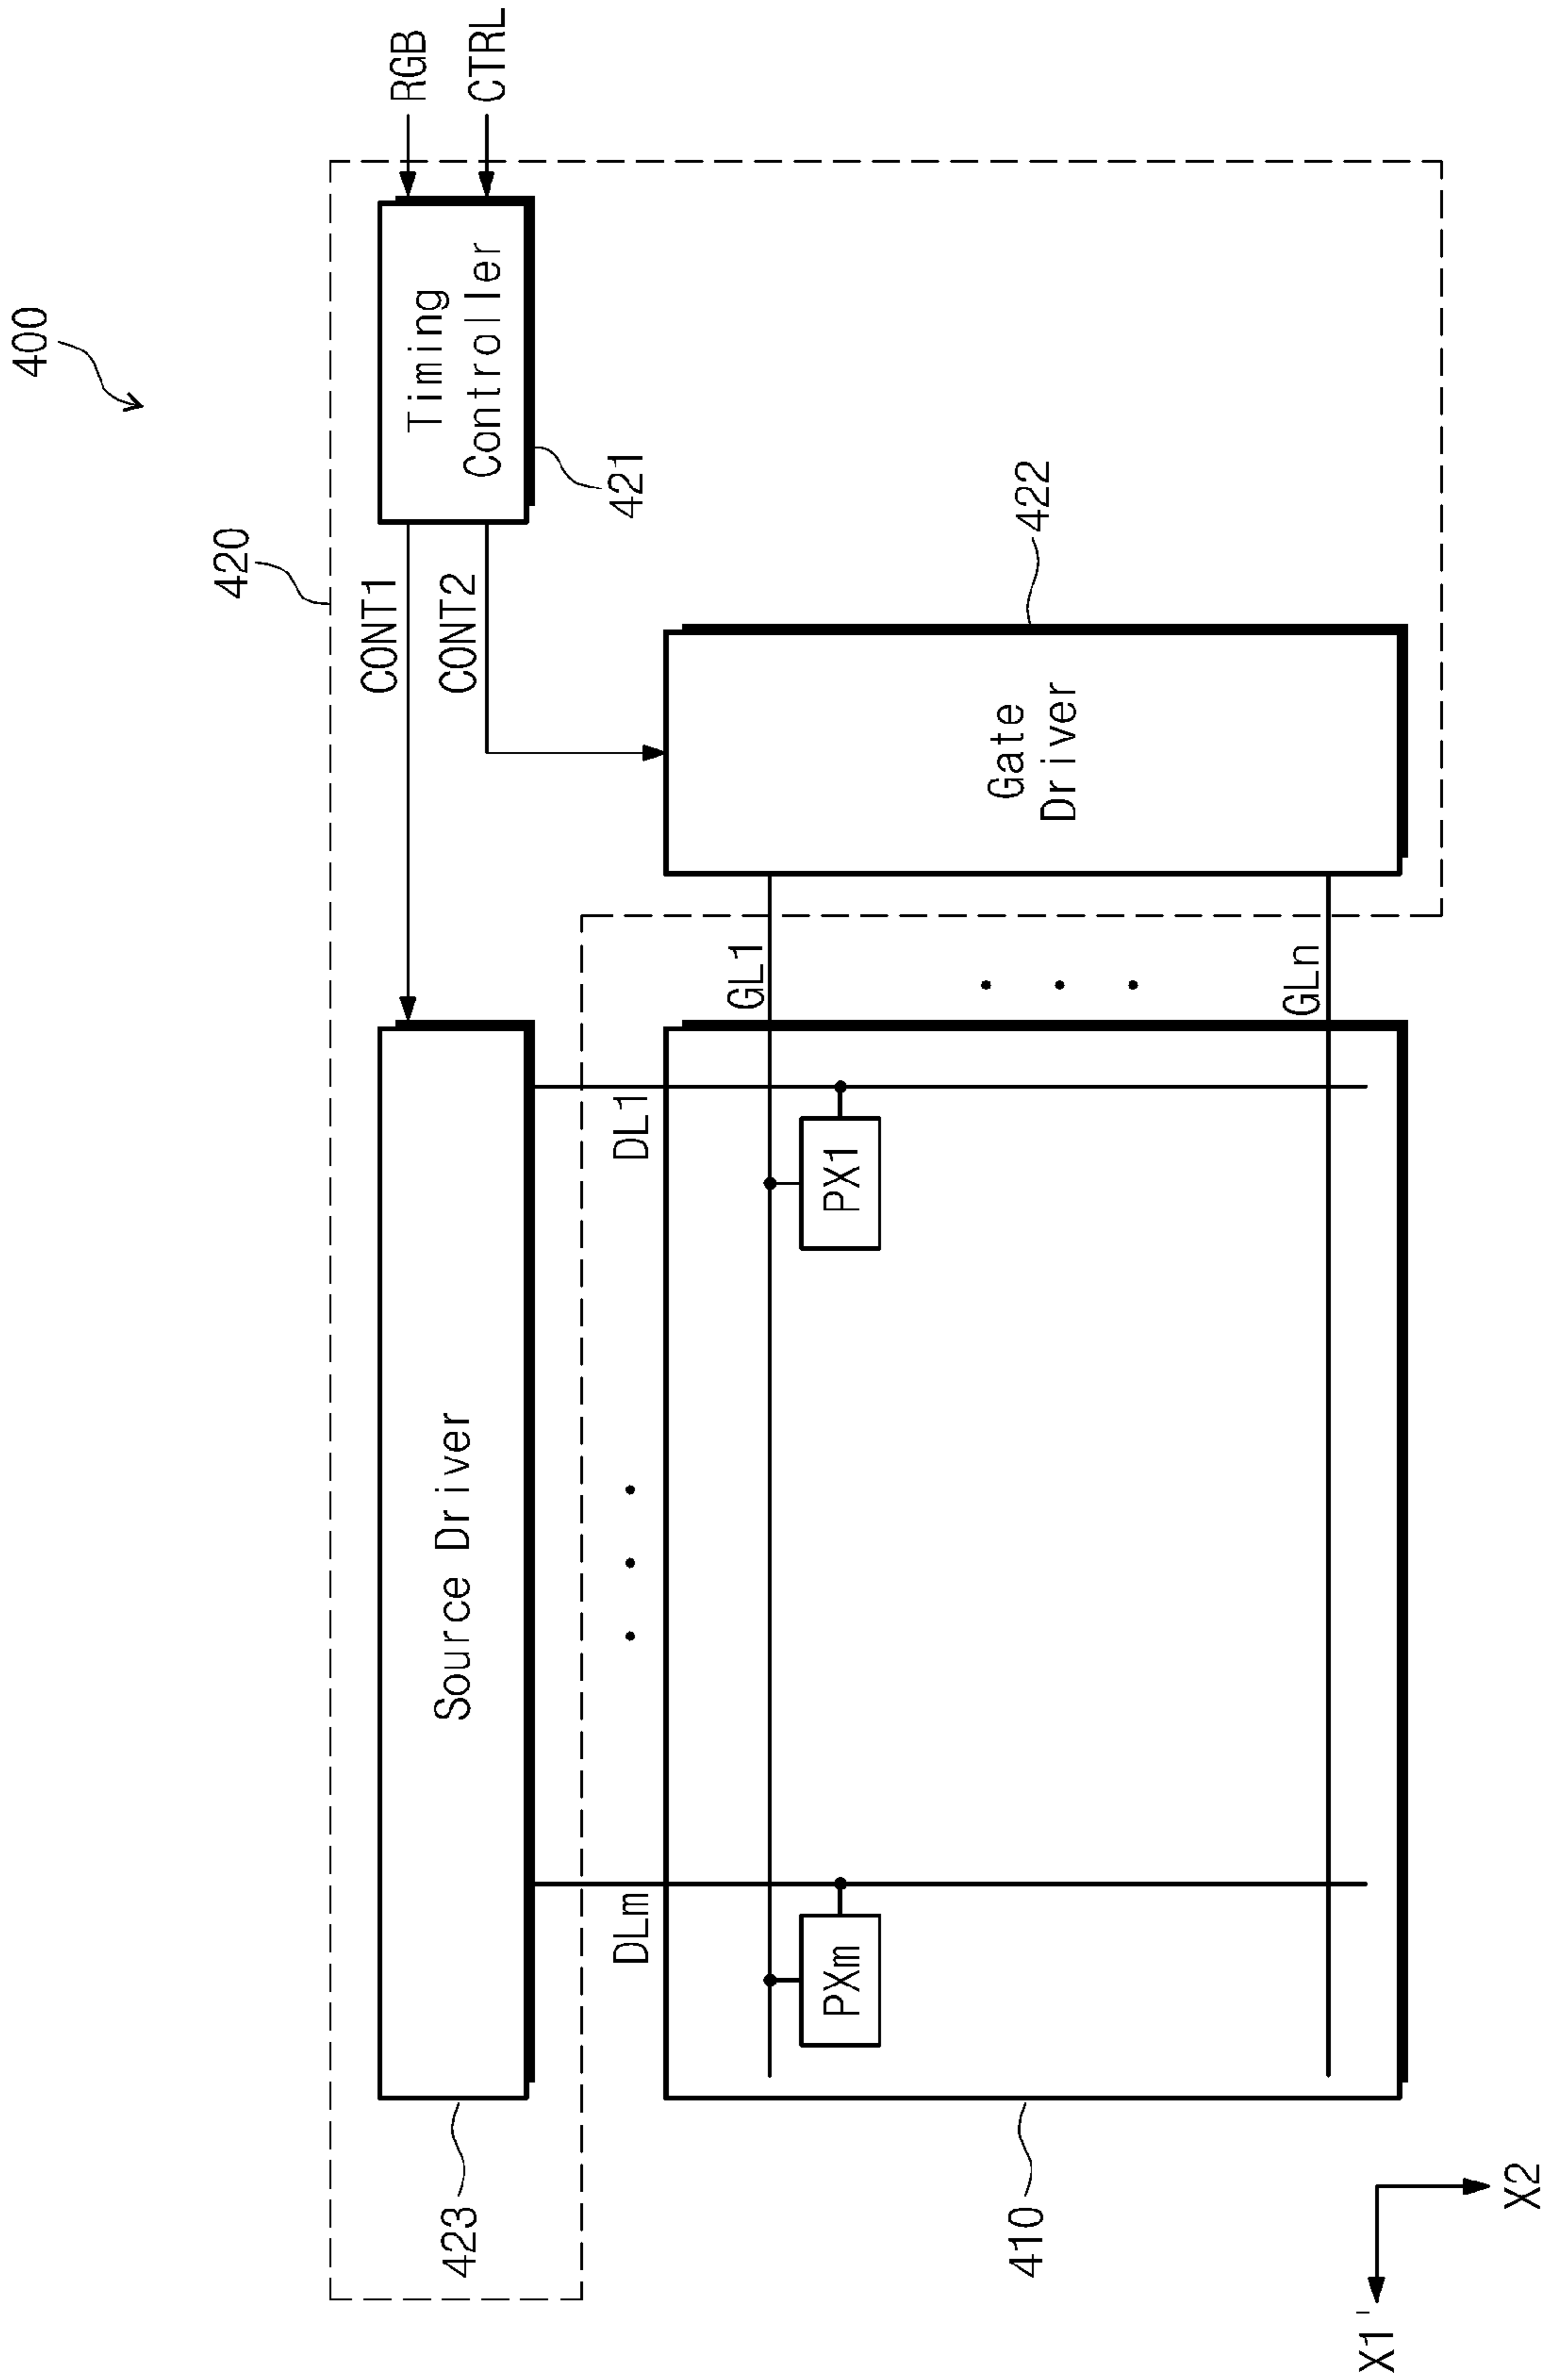 400
420
CONT1
RGB
Timing
Controller
CTRL
423
Source Driver
CONT2
421
DLm
DL1
GL1
PXm
PX1
410
Gate
Driver
422
GLn
X1'
X2